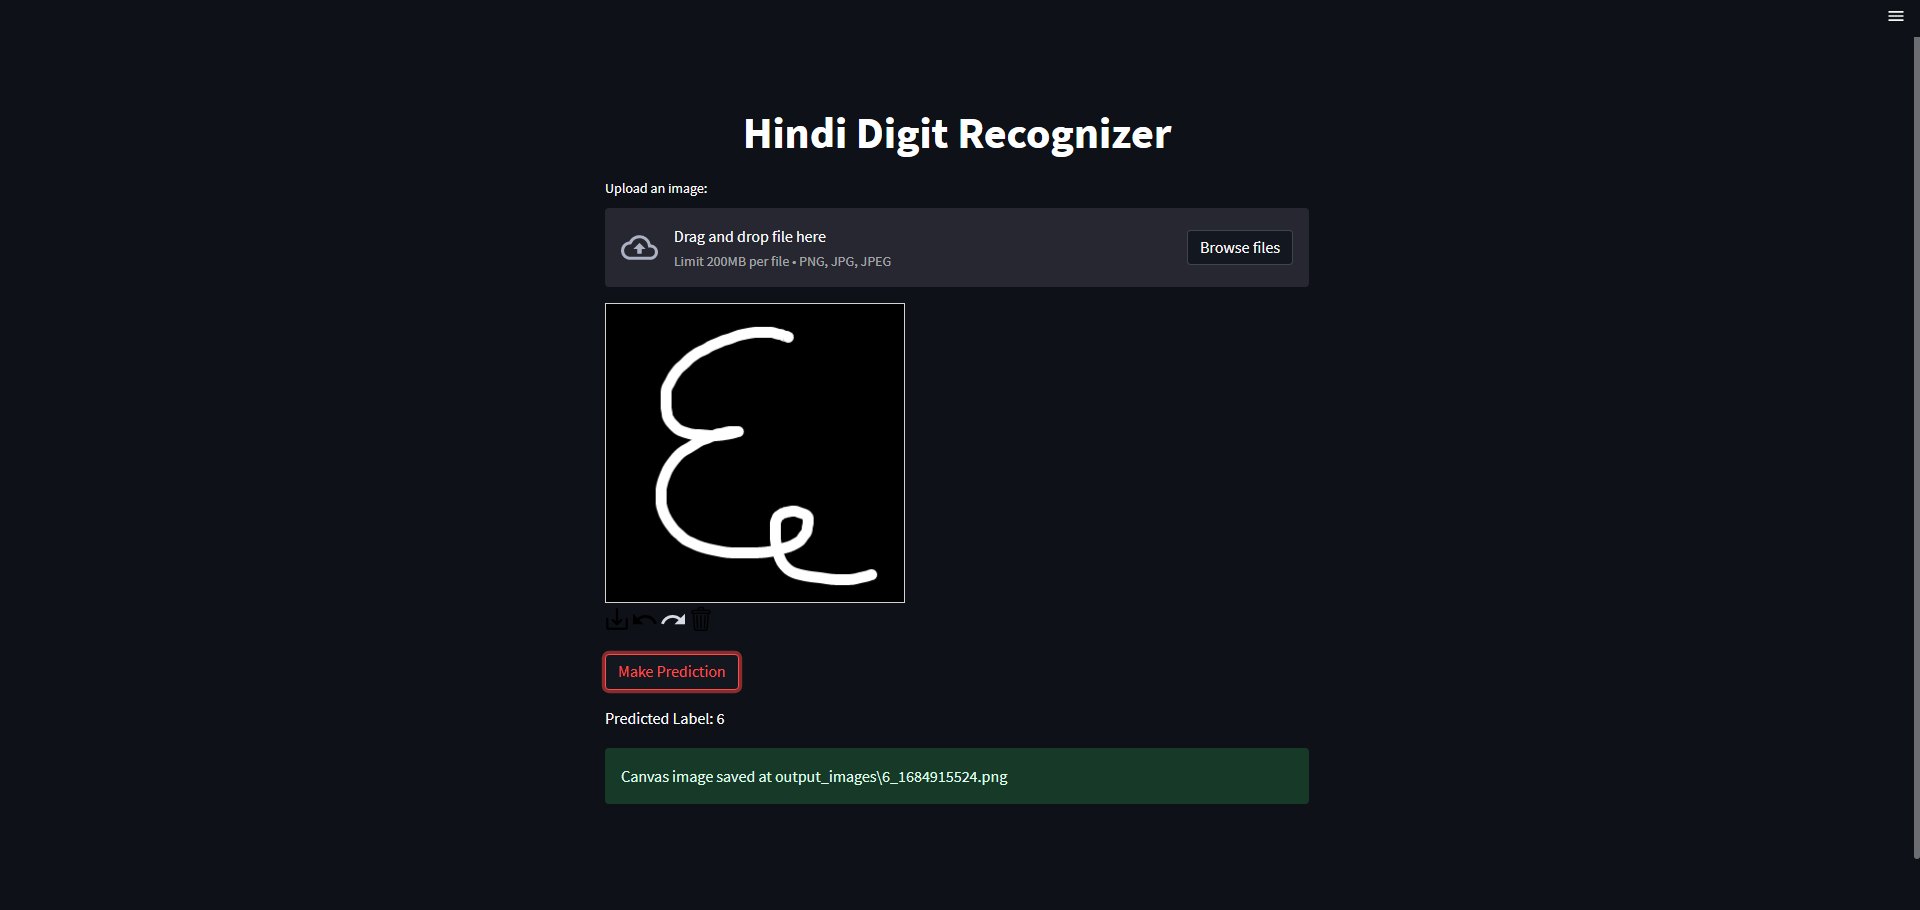 Hindi Digit Recognizer
Upload an image:
Drag and drop file here
Limit 200MB per file • PNG, JPG, JPEG
Browse files
६
Make Prediction
Predicted Label: 6
Canvas image saved at output_images\6_1684915524.png